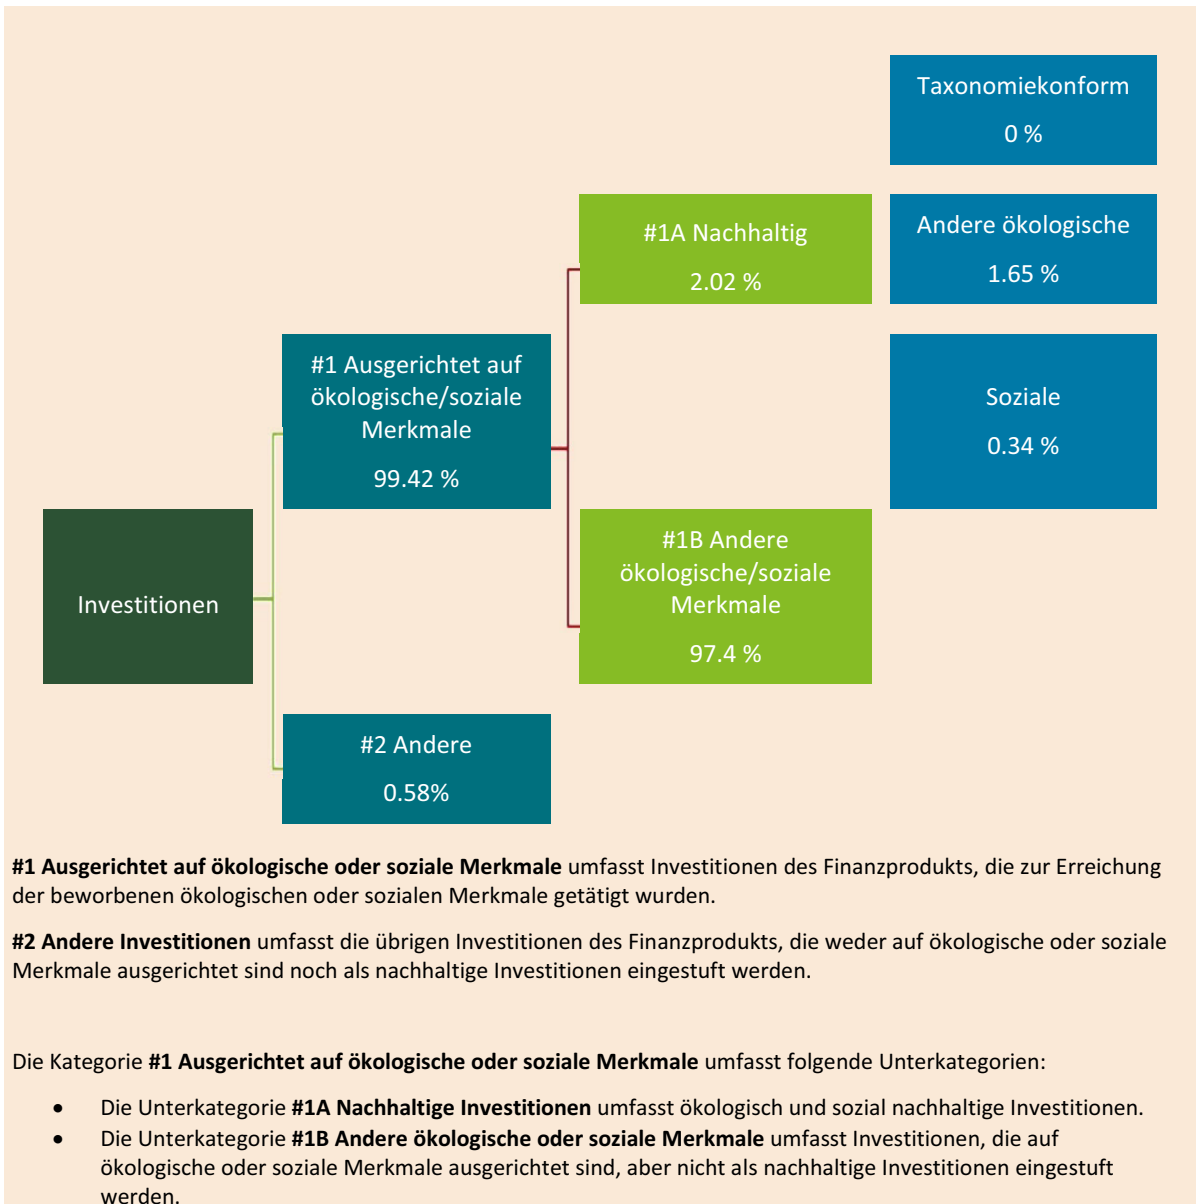 Taxonomiekonform
0 %
#1A Nachhaltig
2.02 %
Andere ökologische
1.65 %
#1 Ausgerichtet auf
ökologische/soziale
Merkmale
99.42 %
Soziale
0.34 %
Investitionen
#1B Andere
ökologische/soziale
Merkmale
97.4 %
#2 Andere
0.58%
#1 Ausgerichtet auf ökologische oder soziale Merkmale umfasst Investitionen des Finanzprodukts, die zur Erreichung
der beworbenen ökologischen oder sozialen Merkmale getätigt wurden.
#2 Andere Investitionen umfasst die übrigen Investitionen des Finanzprodukts, die weder auf ökologische oder soziale
Merkmale ausgerichtet sind noch als nachhaltige Investitionen eingestuft werden.
Die Kategorie #1 Ausgerichtet auf ökologische oder soziale Merkmale umfasst folgende Unterkategorien:
• Die Unterkategorie #1A Nachhaltige Investitionen umfasst ökologisch und sozial nachhaltige Investitionen.
• Die Unterkategorie #1B Andere ökologische oder soziale Merkmale umfasst Investitionen, die auf
ökologische oder soziale Merkmale ausgerichtet sind, aber nicht als nachhaltige Investitionen eingestuft
werden.